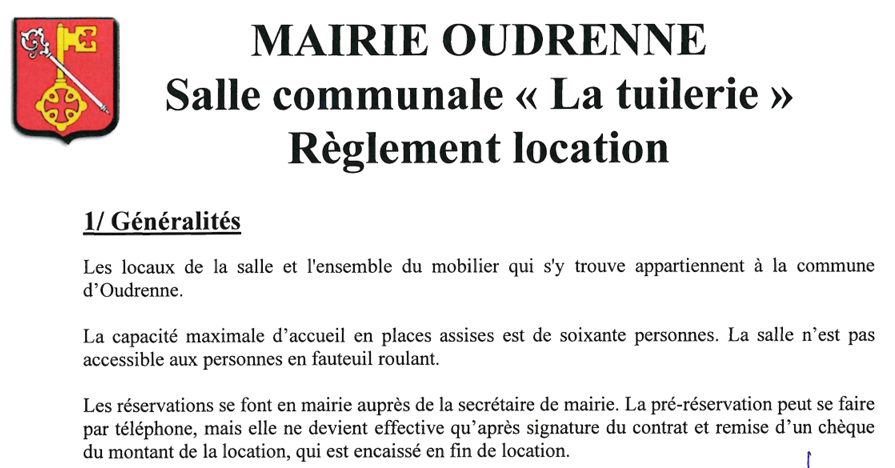 MAIRIE OUDRENNE
Salle communale « La tuilerie »
Règlement location
1/ Généralités
Les locaux de la salle et l'ensemble du mobilier qui s'y trouve appartiennent à la commune
d’Oudrenne.
La capacité maximale d’accueil en places assises est de soixante personnes. La salle n’est pas
accessible aux personnes en fauteuil roulant.
Les réservations se font en mairie auprès de la secrétaire de mairie. La pré-réservation peut se faire
par téléphone, mais elle ne devient effective qu’après signature du contrat et remise d’un chèque
du montant de la location, qui est encaissé en fin de location.